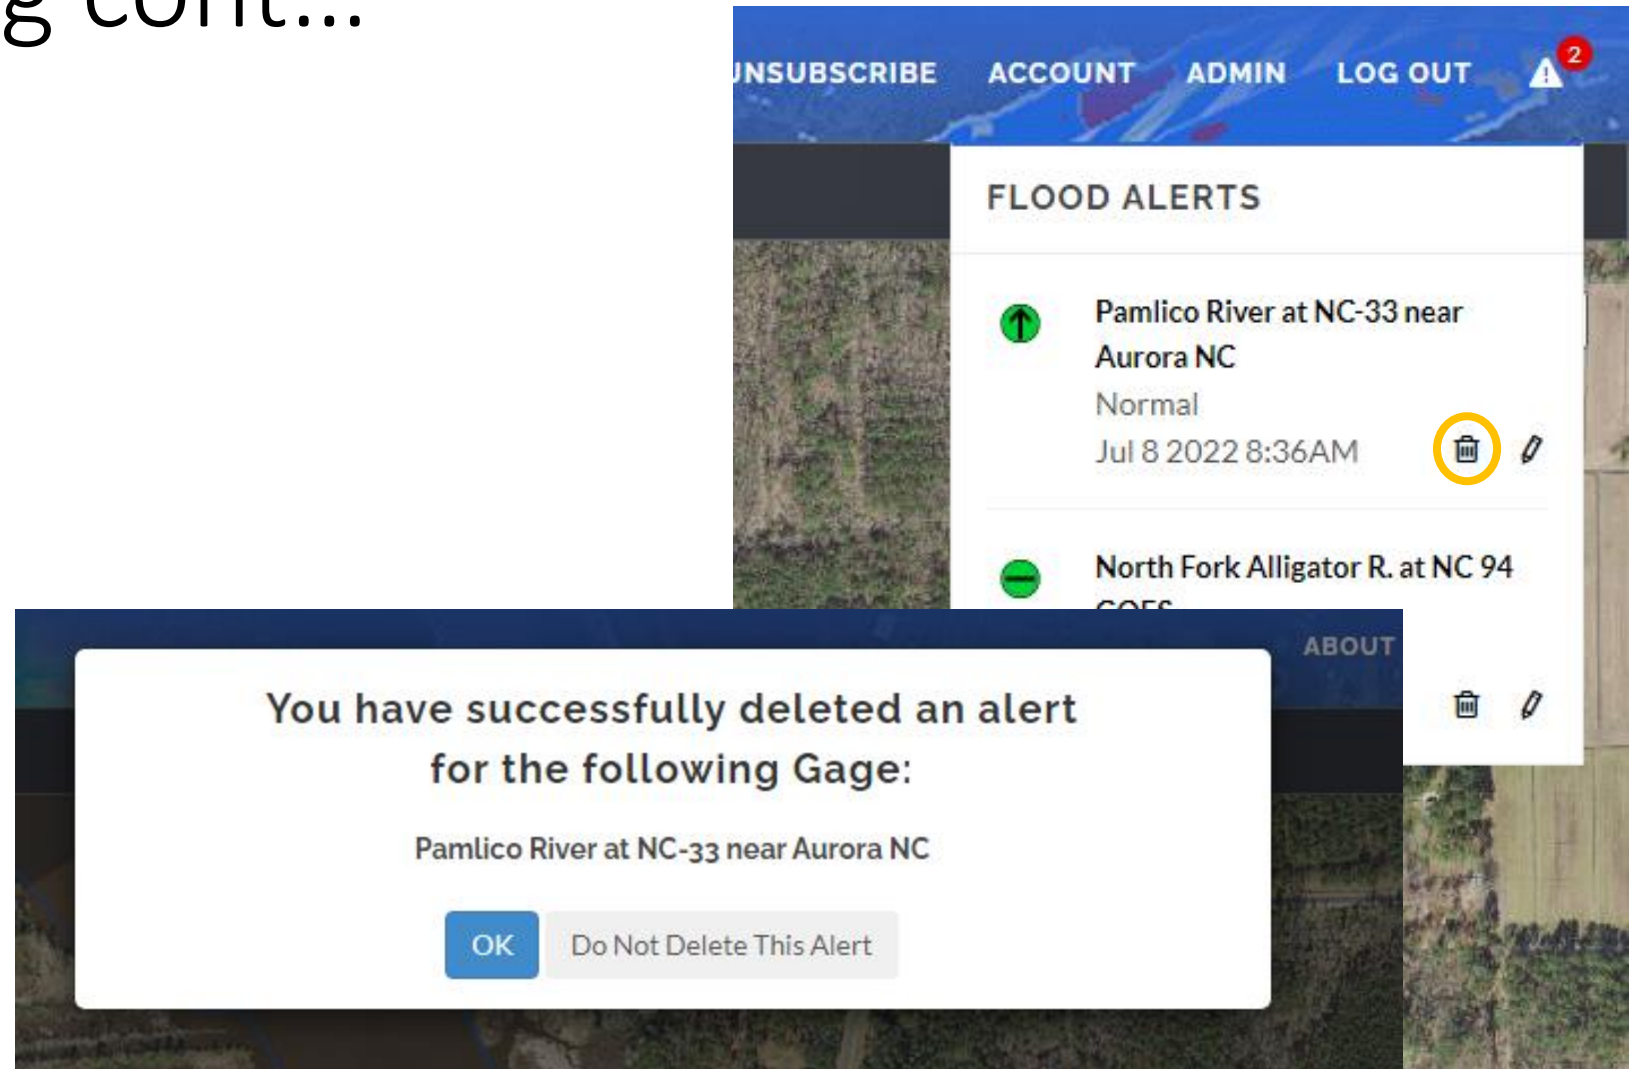 g cont...
UNSUBSCRIBE ACCOUNT ADMIN LOG OUT 2
FLOOD ALERTS
Pamlico River at NC-33 near
Aurora NC
Normal
Jul 8 2022 8:36AM
North Fork Alligator R. at NC 94
GOES
ABOUT
You have successfully deleted an alert
for the following Gage:
Pamlico River at NC-33 near Aurora NC
OK Do Not Delete This Alert